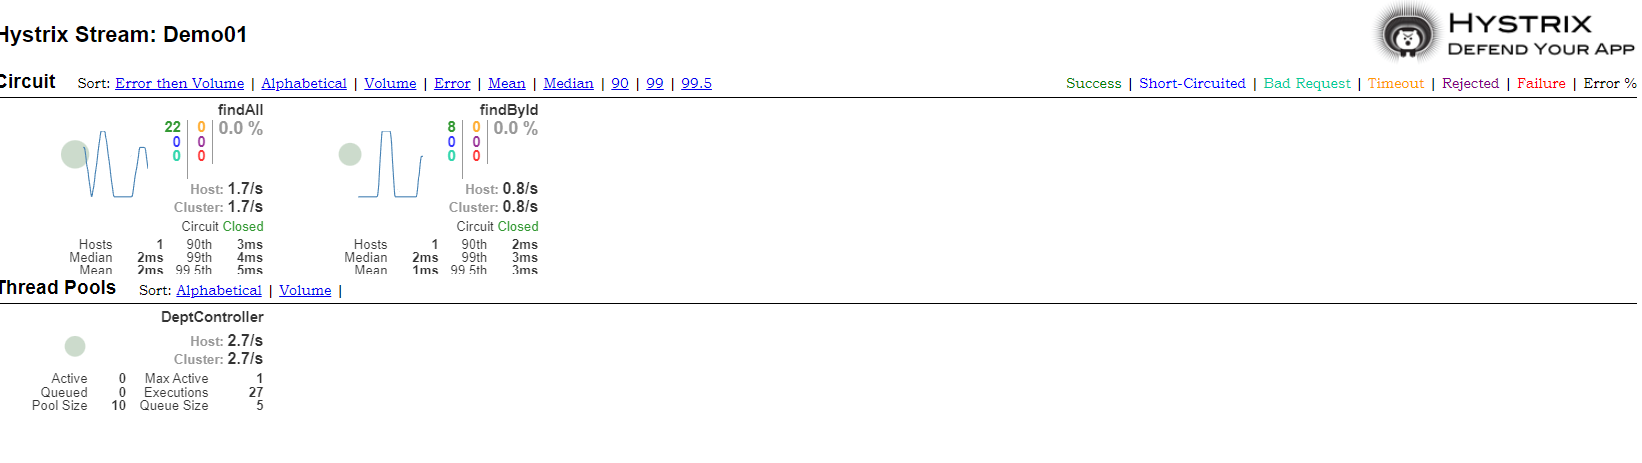 Hystrix Stream: Demo01
HYSTRIX
DEFEND YOUR APP
Circuit Sort: Error then Volume | Alphabetical | Volume | Error | Mean | Median | 90 | 99 | 99.5
Success | Short-Circuited | Bad Request | Timeout | Rejected | Failure | Error %
findAll
22 0 0.0 %
0 0
0 0
Host: 1.7/s
Cluster: 1.7/s
Circuit Closed
Hosts 1 90th 3ms
Median 2ms 99th 4ms
Mean 2ms 99.5th 5ms
findById
8 0 0.0 %
0 0
0 0
Host: 0.8/s
Cluster: 0.8/s
Circuit Closed
Hosts 1 90th 2ms
Median 2ms 99th 3ms
Mean 1ms 99.5th 3ms
Thread Pools Sort: Alphabetical | Volume |
DeptController
Host: 2.7/s
Cluster: 2.7/s
Active 0 Max Active 1
Queued 0 Executions 27
Pool Size 10 Queue Size 5